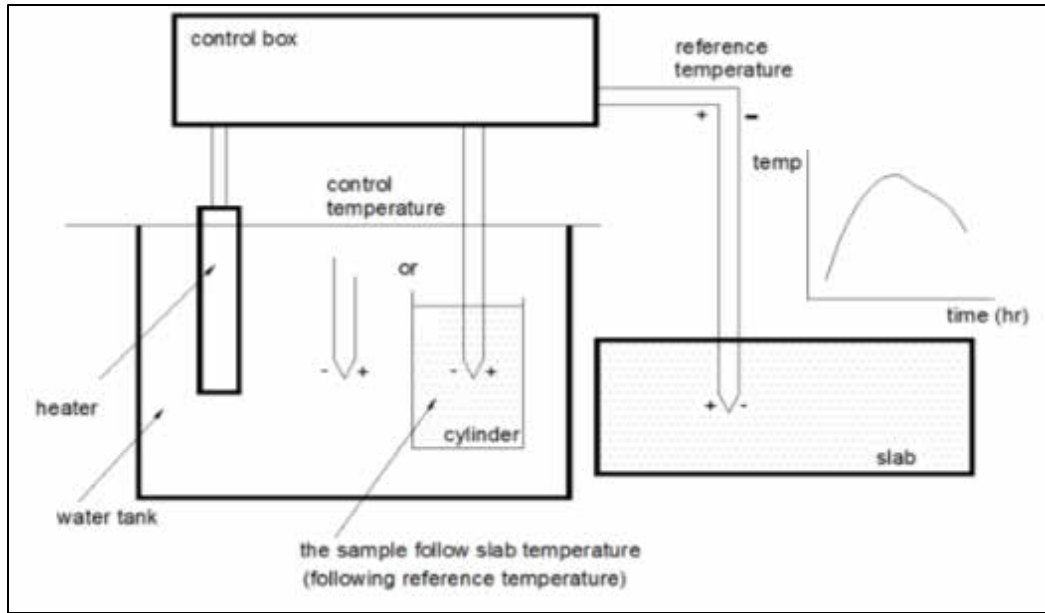 control box
reference
temperature
+ -
temp
control
temperature
or
time (hr)
- +
- +
+ -
heater
cylinder
slab
water tank
the sample follow slab temperature
(following reference temperature)